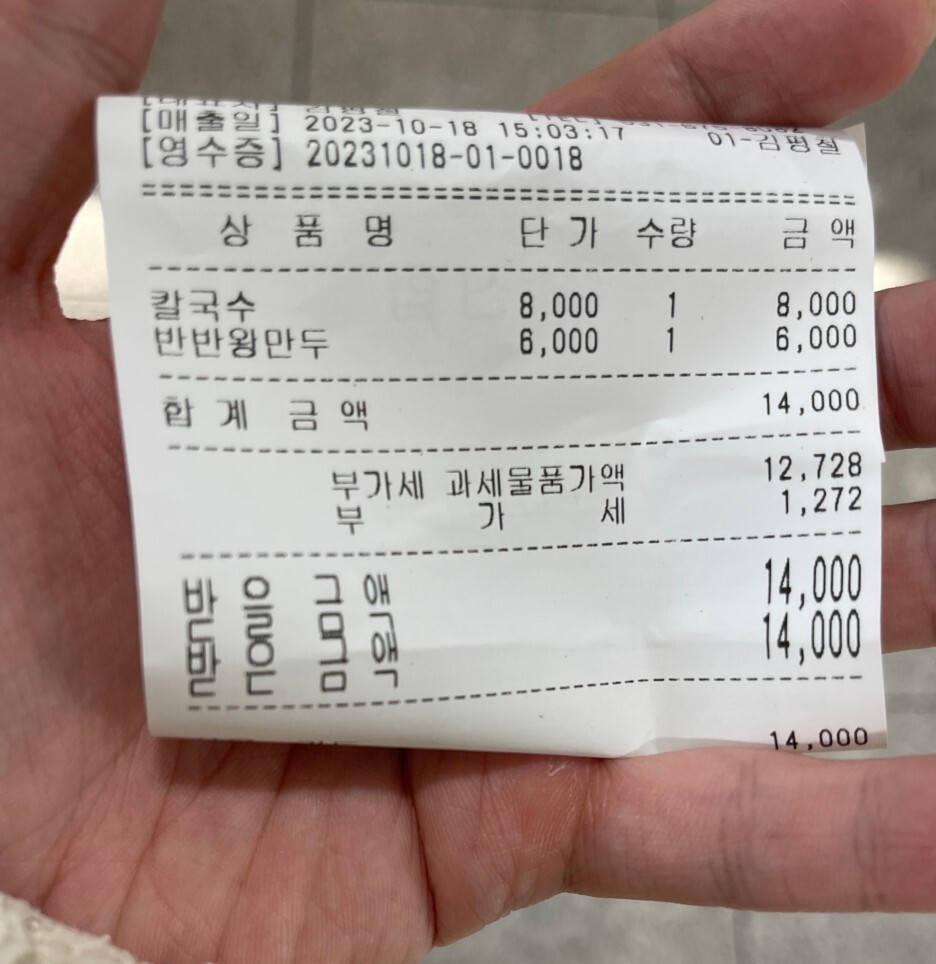 [매출일] 2023-10-18 15:03:17 01-김평철
[영수증] 20231018-01-0018
상 품 명 단 가 수량 금 액
칼국수 8,000 1 8,000
반반왕만두 6,000 1 6,000
합 계 금 액 14,000
부가세 과세물품가액 12,728
부 가 세 1,272
받 을 금 액 14,000
받 은 금 액 14,000
14,000